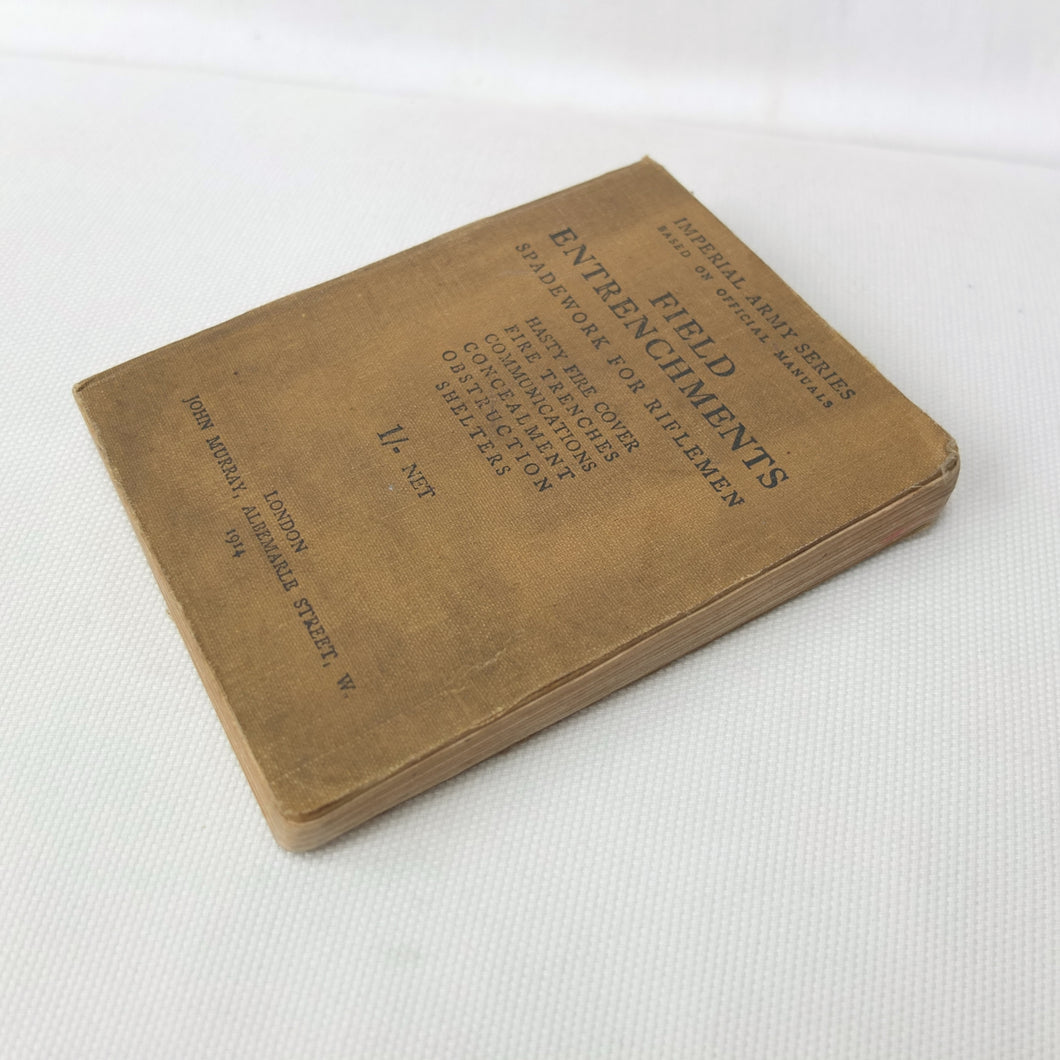 IMPERIAL ARMY SERIES
BASED ON OFFICIAL MANUALS
FIELD
ENTRENCHMENTS
SPADEWORK FOR RIFLEMEN
HASTY FIRE COVER
FIRE TRENCHES
COMMUNICATIONS
CONCEALMENT
OBSTRUCTION
SHELTERS
1/- NET
LONDON
JOHN MURRAY, ALBEMARLE STREET, W.
1914